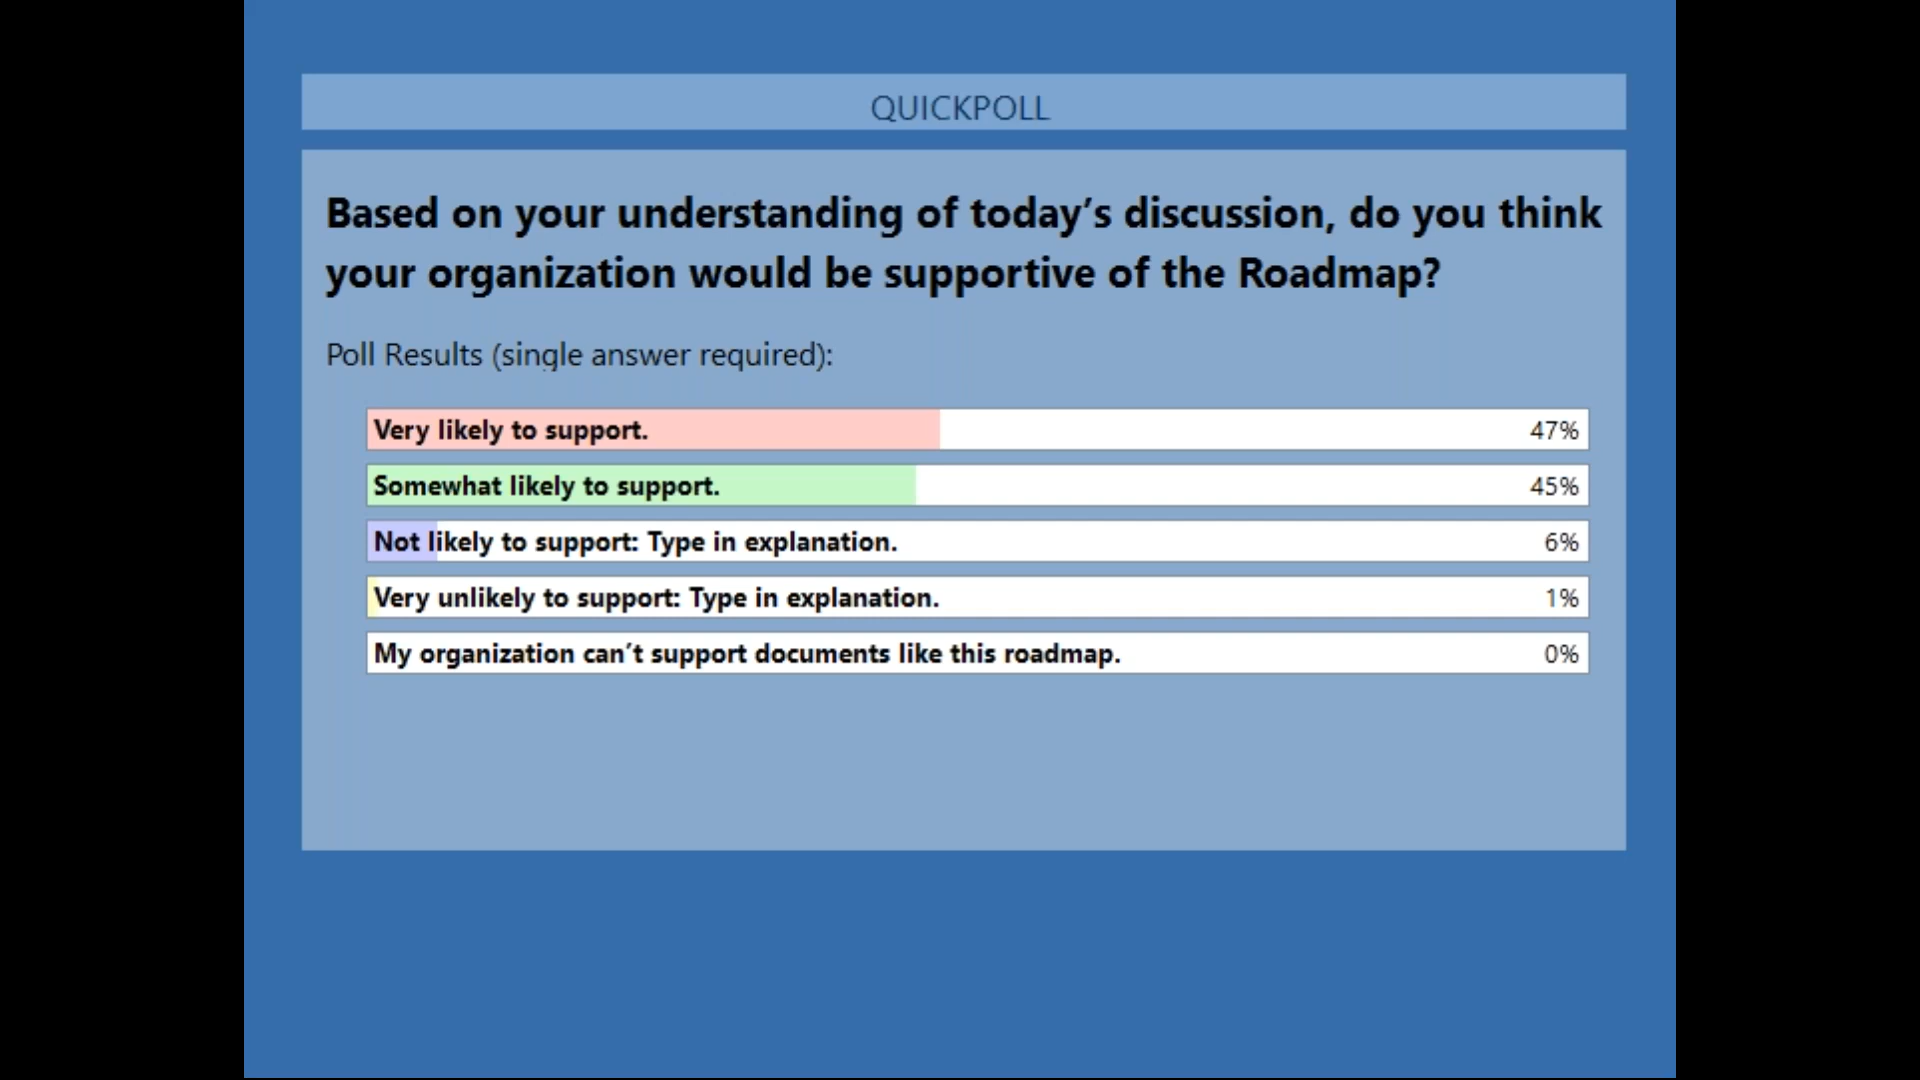 QUICKPOLL
Based on your understanding of today’s discussion, do you think
your organization would be supportive of the Roadmap?
Poll Results (single answer required):
Very likely to support. 47%
Somewhat likely to support. 45%
Not likely to support: Type in explanation. 6%
Very unlikely to support: Type in explanation. 1%
My organization can’t support documents like this roadmap. 0%